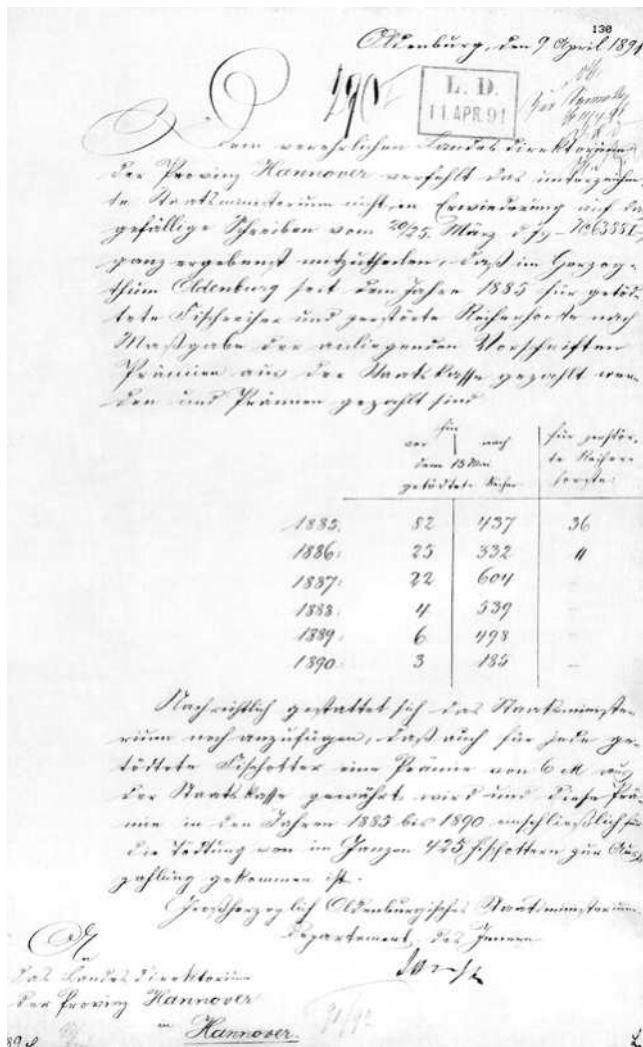 130
Oldenburg, den 9 April 1891
L. D.
11. APR. 91
Dem verehrlichen Landesdirektorium
der Provinz Hannover verfehlt das unterzeichne-
te Staatsministerium nicht, in Erwiederung auf das
gefällige Schreiben vom 20/25. März d. J.
ganz ergebenst mitzutheilen, daß im Herzog-
thum Oldenburg seit dem Jahre 1885 für getöd-
tete Fischreiher und zerstörte Reiherhorste nach
Maßgabe der anliegenden Vorschriften
Prämien aus der Staatskasse gezahlt wer-
den und Prämien gezahlt sind
für
vor | nach | für zerstör-
dem 15 Mai | te Reiher-
getödtete Reiher | horste:
1885: 82 437 36
1886: 25 332 4
1887: 22 604 –
1888: 4 539 –
1889: 6 498 –
1890: 3 185 –
Nachrichtlich gestattet sich das Staatsministe-
rium noch anzufügen, daß auch für jede ge-
tödtete Fischotter eine Prämie von 6 M aus
der Staatskasse gewährt wird und diese Prä-
mie in den Jahren 1885 bis 1890 einschließlich für
die Tödtung von im Ganzen 425 Fischottern zur Aus-
zahlung gekommen ist.
Großherzoglich Oldenburgisches Staatsministerium
Departement des Innern
An
das Landesdirektorium
der Provinz Hannover
in
Hannover.